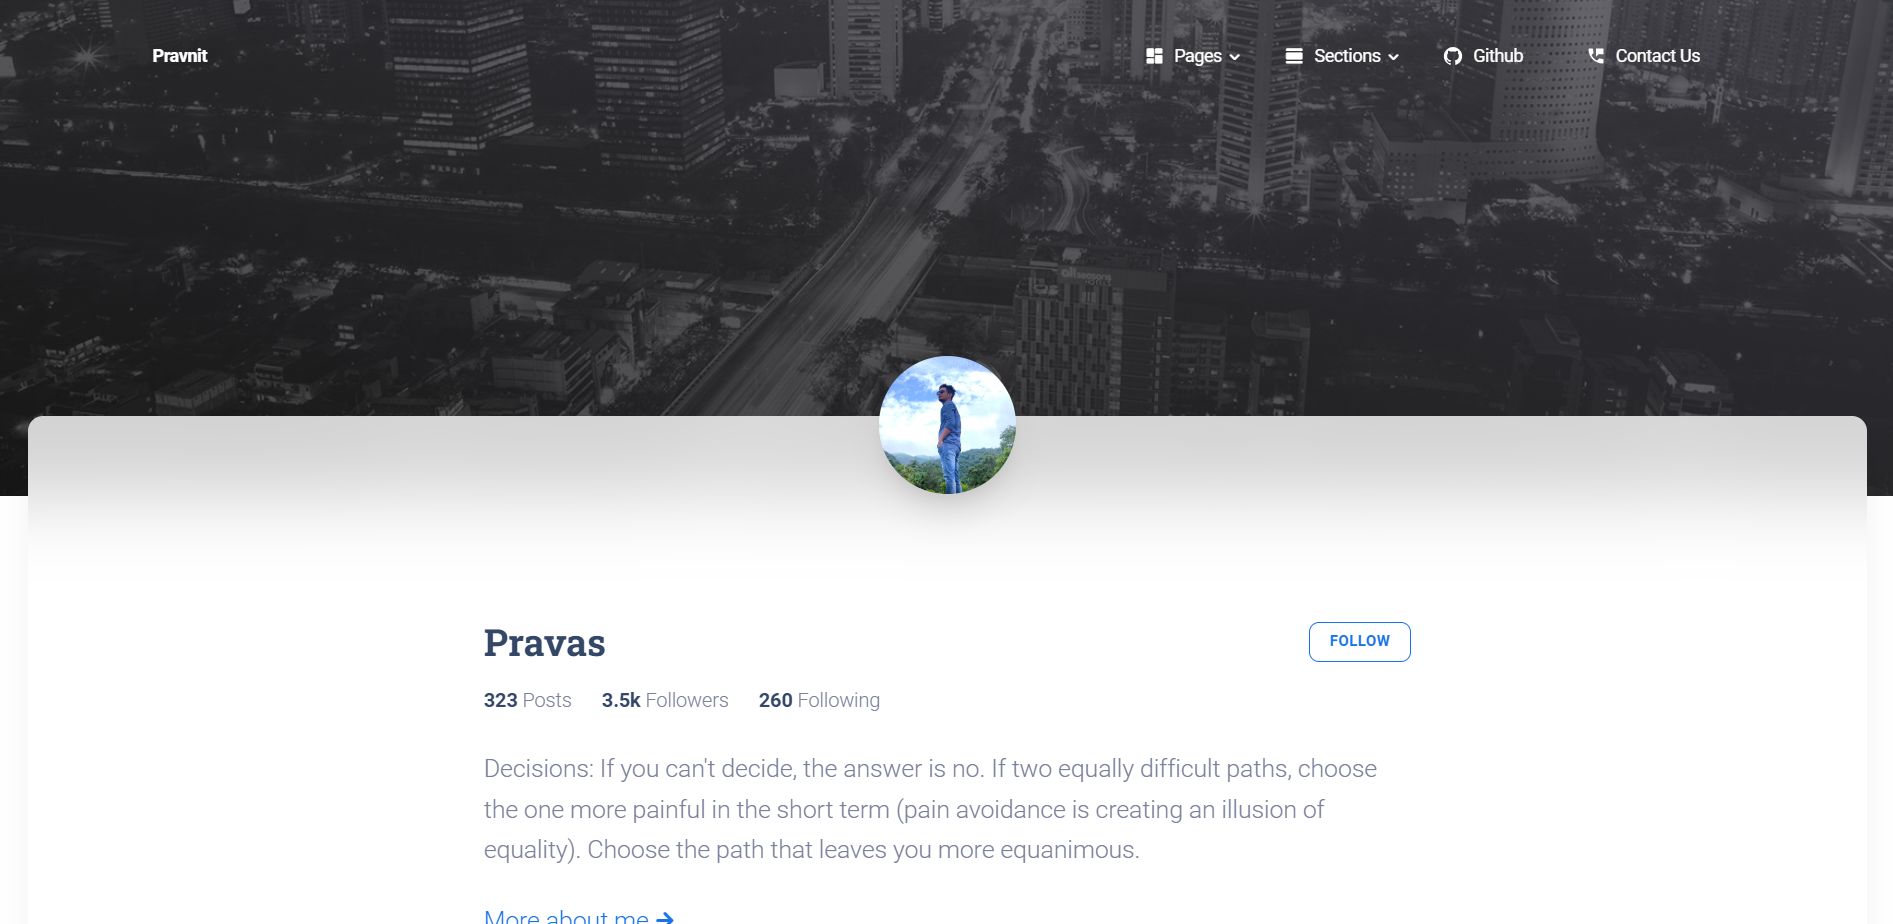 Pravnit
Pages
Sections
Github
Contact Us
allseasons
Pravas
FOLLOW
323 Posts 3.5k Followers 260 Following
Decisions: If you can't decide, the answer is no. If two equally difficult paths, choose
the one more painful in the short term (pain avoidance is creating an illusion of
equality). Choose the path that leaves you more equanimous.
More about me →